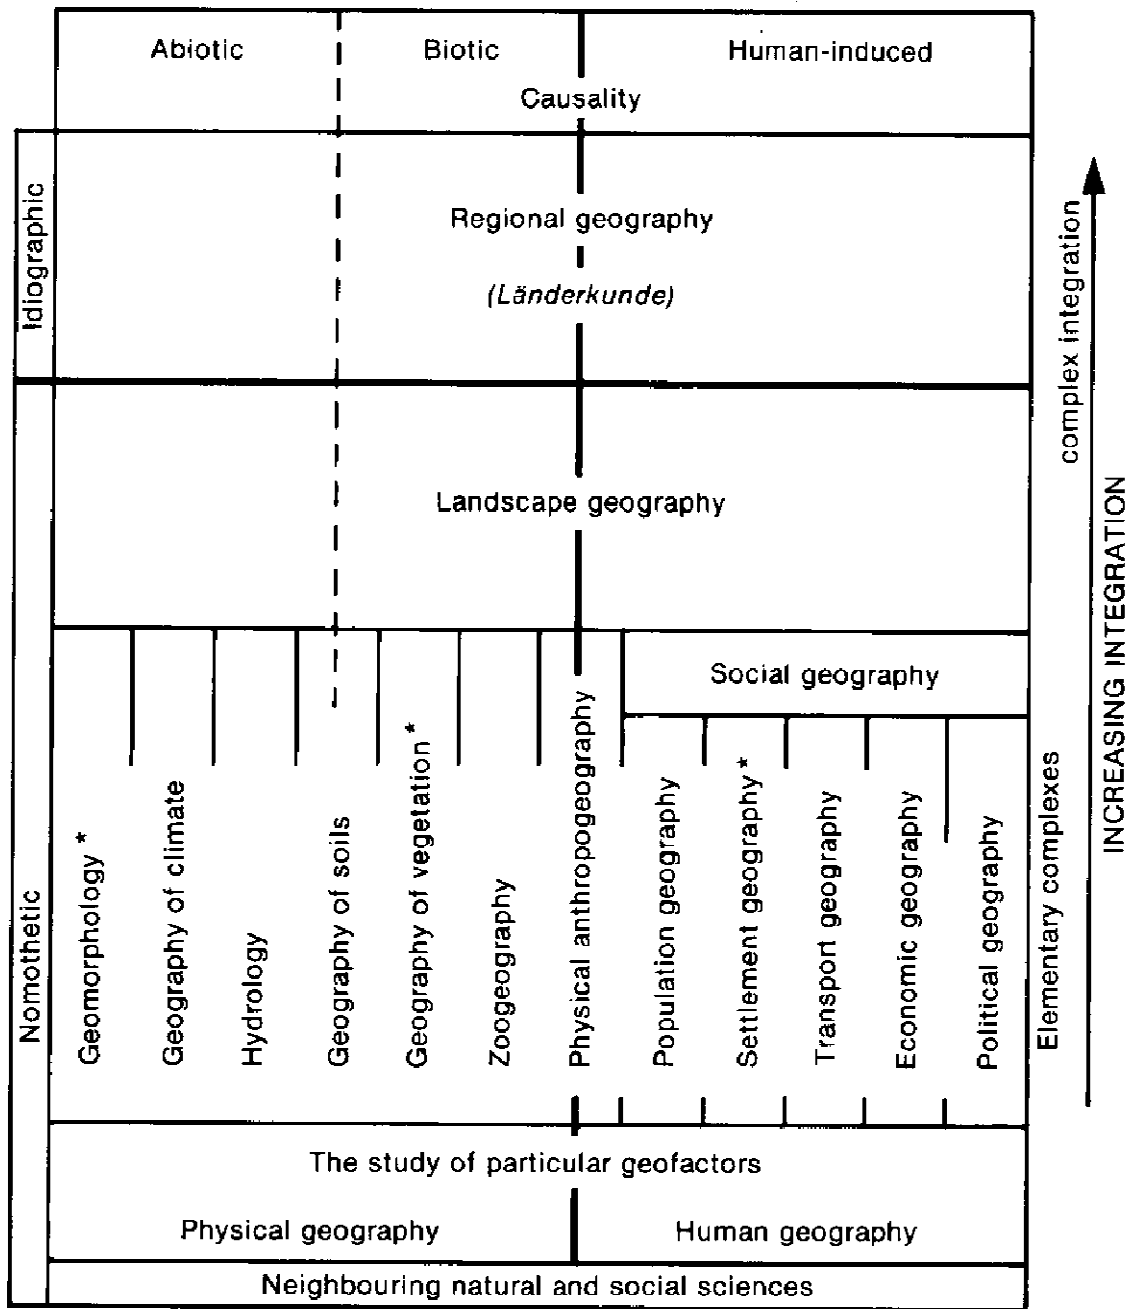 Abiotic
Biotic
Human-induced
Causality
Idiographic
Regional geography
(Länderkunde)
complex integration
Landscape geography
INCREASING INTEGRATION
Social geography
Nomothetic
Geomorphology*
Geography of climate
Hydrology
Geography of soils
Geography of vegetation*
Zoogeography
Physical anthropogeography
Population geography
Settlement geography*
Transport geography
Economic geography
Political geography
Elementary complexes
The study of particular geofactors
Physical geography
Human geography
Neighbouring natural and social sciences